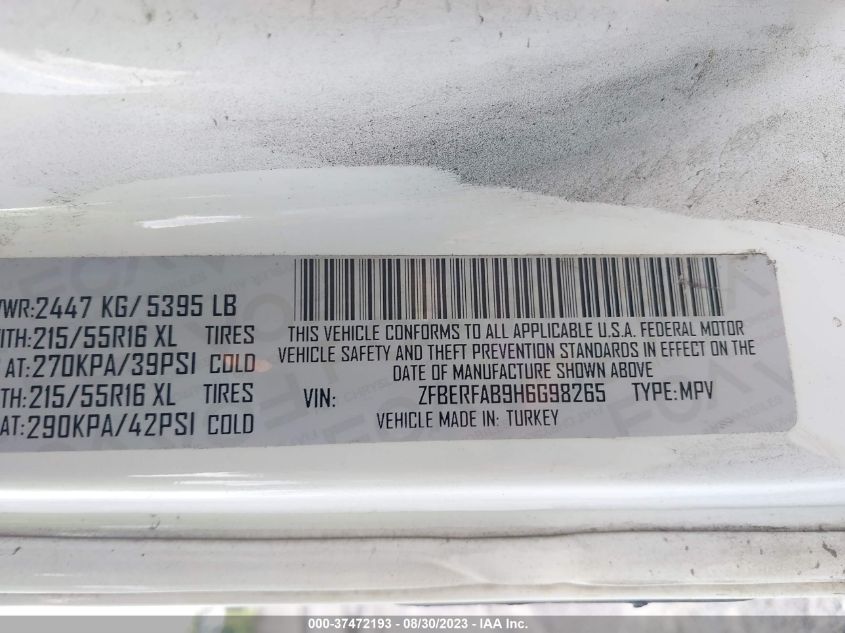 VWR:2447 KG/ 5395 LB
ITH:215/55R16 XL TIRES
AT:270KPA/39PSI COLD
TH:215/55R16 XL TIRES
AT:290KPA/42PSI COLD
THIS VEHICLE CONFORMS TO ALL APPLICABLE U.S.A. FEDERAL MOTOR
VEHICLE SAFETY AND THEFT PREVENTION STANDARDS IN EFFECT ON THE
DATE OF MANUFACTURE SHOWN ABOVE
VIN: ZFBERFAB9H6G98265 TYPE:MPV
VEHICLE MADE IN: TURKEY
000-37472193 - 08/30/2023 - IAA Inc.